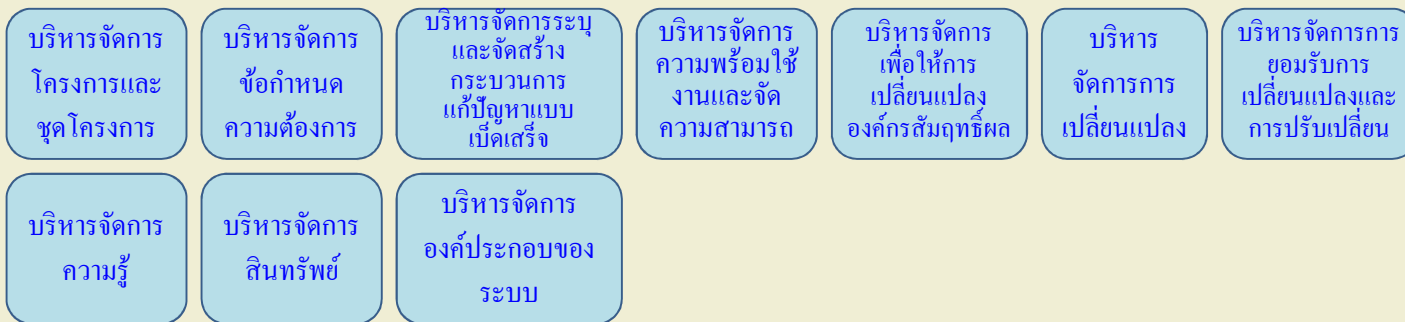 บริหารจัดการ
โครงการและ
ชุดโครงการ
บริหารจัดการ
ข้อกำหนด
ความต้องการ
บริหารจัดการระบุ
และจัดสร้าง
กระบวนการ
แก้ปัญหาแบบ
เบ็ดเสร็จ
บริหารจัดการ
ความพร้อมใช้
งานและจัด
ความสามารถ
บริหารจัดการ
เพื่อให้การ
เปลี่ยนแปลง
องค์กรสัมฤทธิ์ผล
บริหาร
จัดการการ
เปลี่ยนแปลง
บริหารจัดการการ
ยอมรับการ
เปลี่ยนแปลงและ
การปรับเปลี่ยน
บริหารจัดการ
ความรู้
บริหารจัดการ
สินทรัพย์
บริหารจัดการ
องค์ประกอบของ
ระบบ